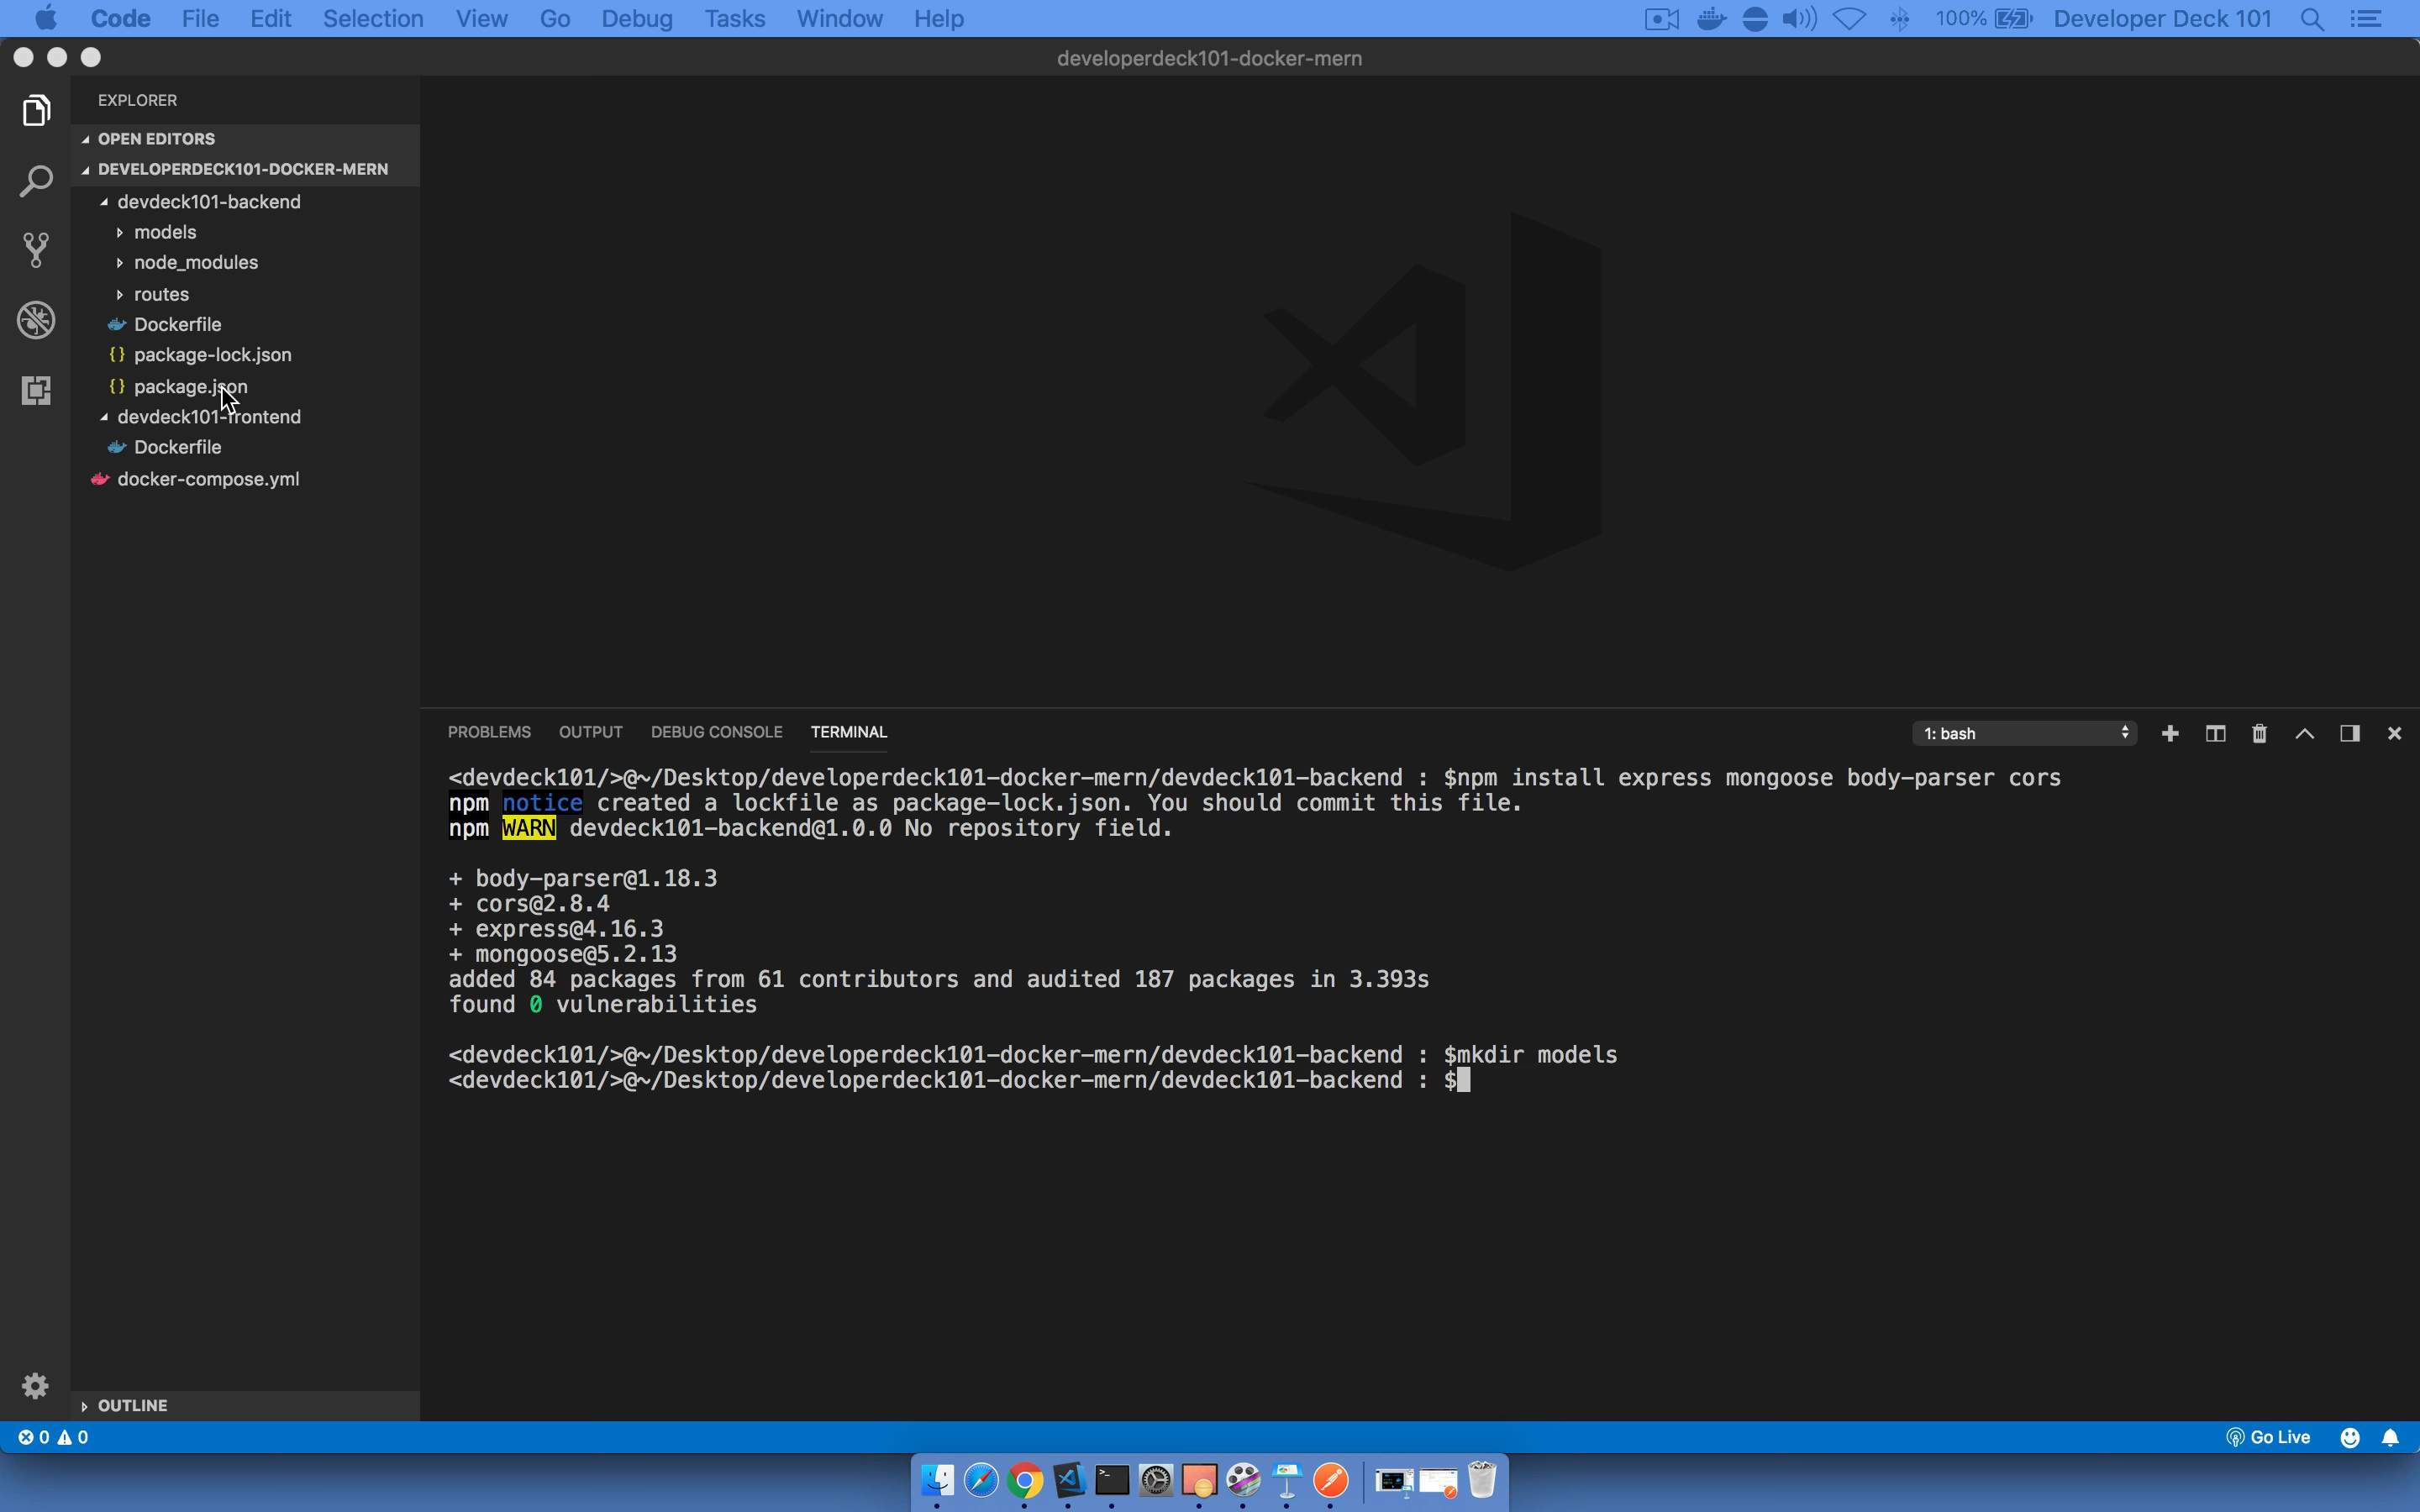 Code File Edit Selection View Go Debug Tasks Window Help 100% Developer Deck 101
developerdeck101-docker-mern
EXPLORER
OPEN EDITORS
DEVELOPERDECK101-DOCKER-MERN
devdeck101-backend
models
node_modules
routes
Dockerfile
{} package-lock.json
{} package.json
devdeck101-frontend
Dockerfile
docker-compose.yml
OUTLINE
PROBLEMS OUTPUT DEBUG CONSOLE TERMINAL 1: bash
<devdeck101/>@~/Desktop/developerdeck101-docker-mern/devdeck101-backend : $npm install express mongoose body-parser cors
npm notice created a lockfile as package-lock.json. You should commit this file.
npm WARN devdeck101-backend@1.0.0 No repository field.
+ body-parser@1.18.3
+ cors@2.8.4
+ express@4.16.3
+ mongoose@5.2.13
added 84 packages from 61 contributors and audited 187 packages in 3.393s
found 0 vulnerabilities
<devdeck101/>@~/Desktop/developerdeck101-docker-mern/devdeck101-backend : $mkdir models
<devdeck101/>@~/Desktop/developerdeck101-docker-mern/devdeck101-backend : $
0 0 Go Live